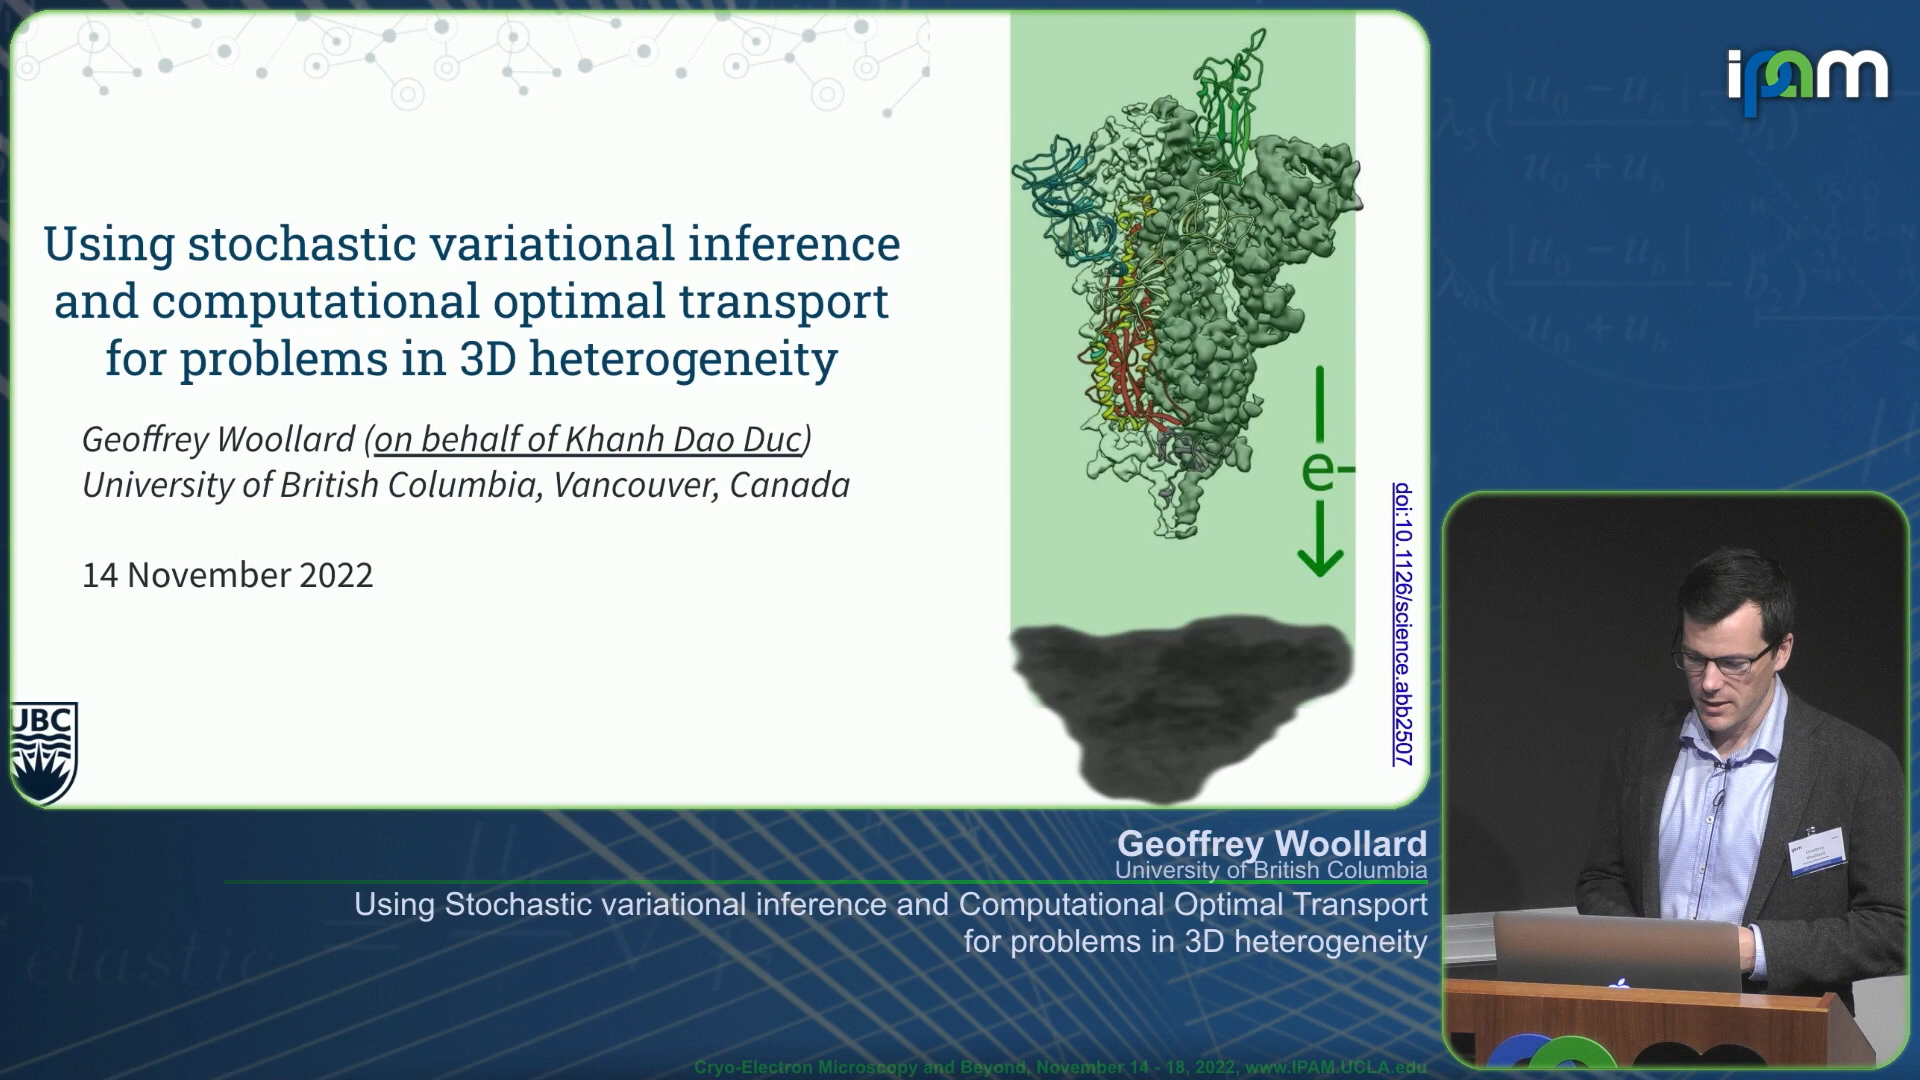 ipam
Using stochastic variational inference
and computational optimal transport
for problems in 3D heterogeneity
Geoffrey Woollard (on behalf of Khanh Dao Duc)
University of British Columbia, Vancouver, Canada
14 November 2022
e-
doi:10.1126/science.abb2507
UBC
Geoffrey Woollard
University of British Columbia
Using Stochastic variational inference and Computational Optimal Transport
for problems in 3D heterogeneity
Cryo-Electron Microscopy and Beyond, November 14 - 18, 2022, www.IPAM.UCLA.edu
elastic